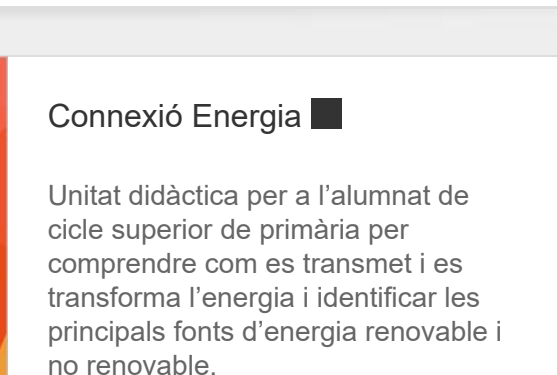 Connexió Energia
Unitat didàctica per a l’alumnat de
cicle superior de primària per
comprendre com es transmet i es
transforma l’energia i identificar les
principals fonts d’energia renovable i
no renovable.